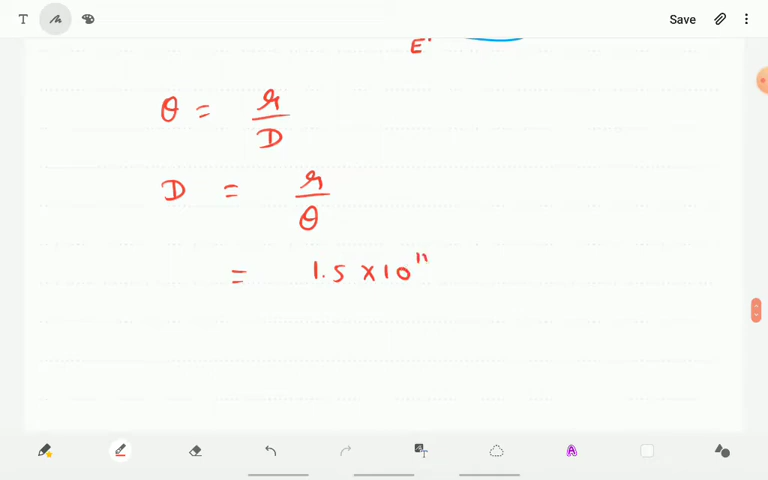 T Save
E
θ = r/D
D = r/θ
= 1.5 × 10¹¹